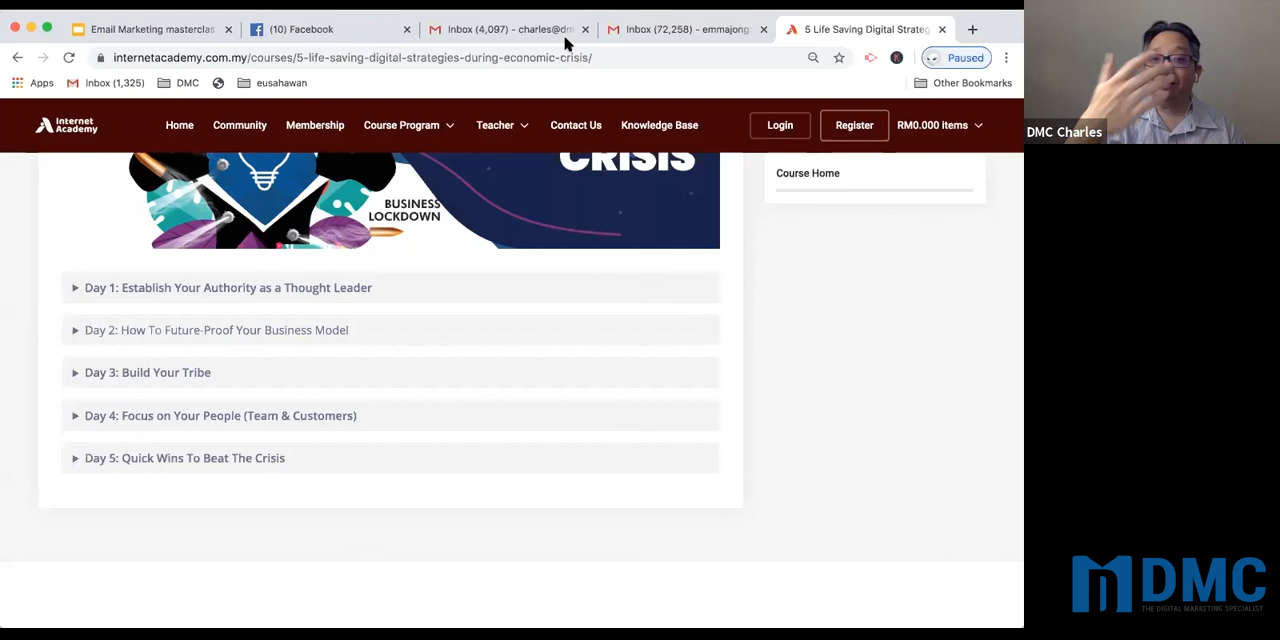 Email Marketing masterclas
(10) Facebook
Inbox (4,097) - charles@dm
Inbox (72,258) - emmajong.
5 Life Saving Digital Strateg
internetacademy.com.my/courses/5-life-saving-digital-strategies-during-economic-crisis/
K
Paused
Apps
Inbox (1,325)
DMC
eusahawan
Other Bookmarks
Internet
Academy
Home
Community
Membership
Course Program
Teacher
Contact Us
Knowledge Base
Login
Register
RM0.000 items
DMC Charles
CRISIS
BUSINESS
LOCKDOWN
Course Home
Day 1: Establish Your Authority as a Thought Leader
Day 2: How To Future-Proof Your Business Model
Day 3: Build Your Tribe
Day 4: Focus on Your People (Team & Customers)
Day 5: Quick Wins To Beat The Crisis
DMC
THE DIGITAL MARKETING SPECIALIST